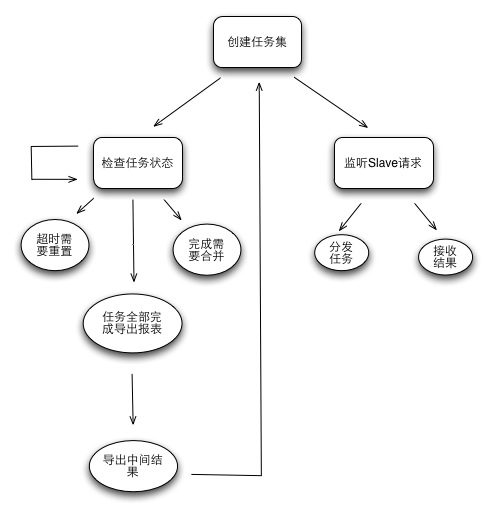 创建任务集
检查任务状态
监听Slave请求
超时需
要重置
完成需
要合并
分发
任务
接收
结果
任务全部完
成导出报表
导出中间结
果